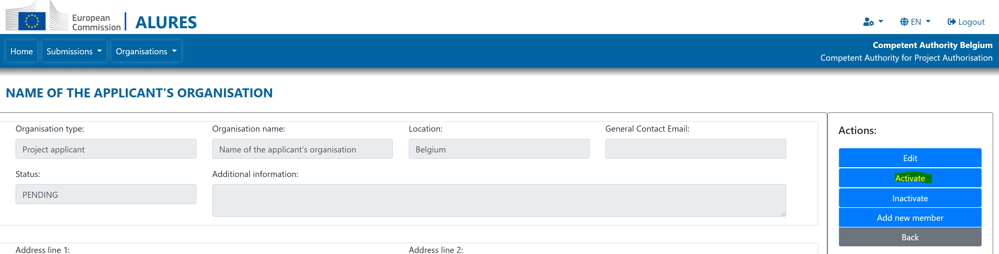 European
Commission
ALURES
EN
Logout
Home
Submissions
Organisations
Competent Authority Belgium
Competent Authority for Project Authorisation
NAME OF THE APPLICANT'S ORGANISATION
Organisation type:
Organisation name:
Location:
General Contact Email:
Project applicant
Name of the applicant's organisation
Belgium
Status:
Additional information:
PENDING
Address line 1:
Address line 2:
Actions:
Edit
Activate
Inactivate
Add new member
Back